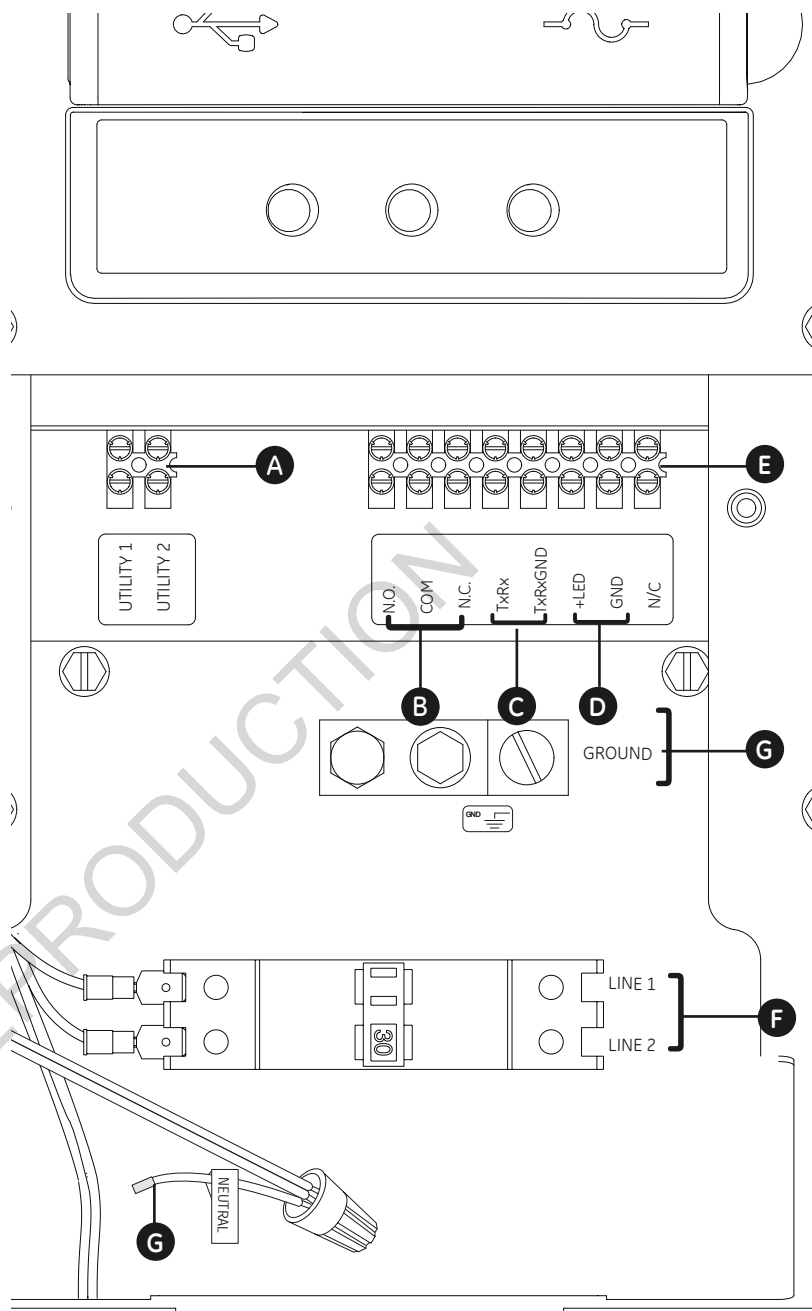 A
E
UTILITY 1
UTILITY 2
N.O.
COM
N.C.
TxRx
TxRxGND
+LED
GND
N/C
B
C
D
GROUND
G
GND
LINE 1
F
30
LINE 2
NEUTRAL
G
PRODUCTION